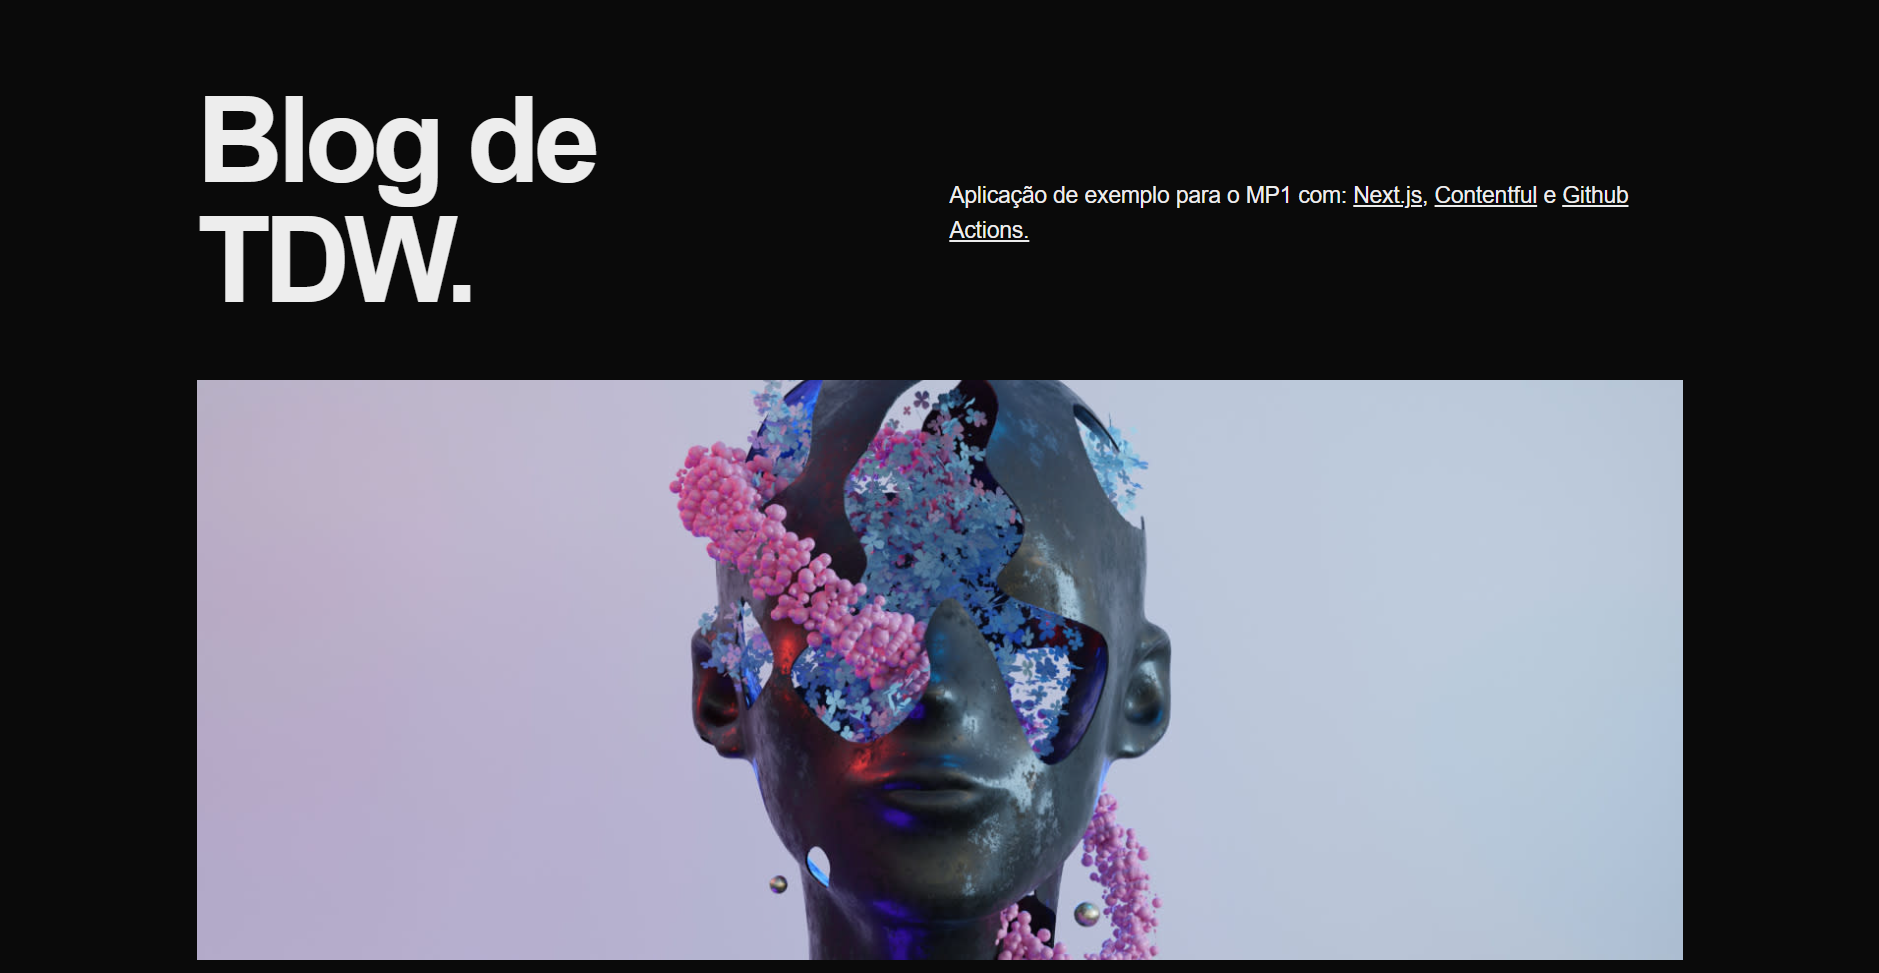 Blog de
TDW.
Aplicação de exemplo para o MP1 com: Next.js, Contentful e Github
Actions.